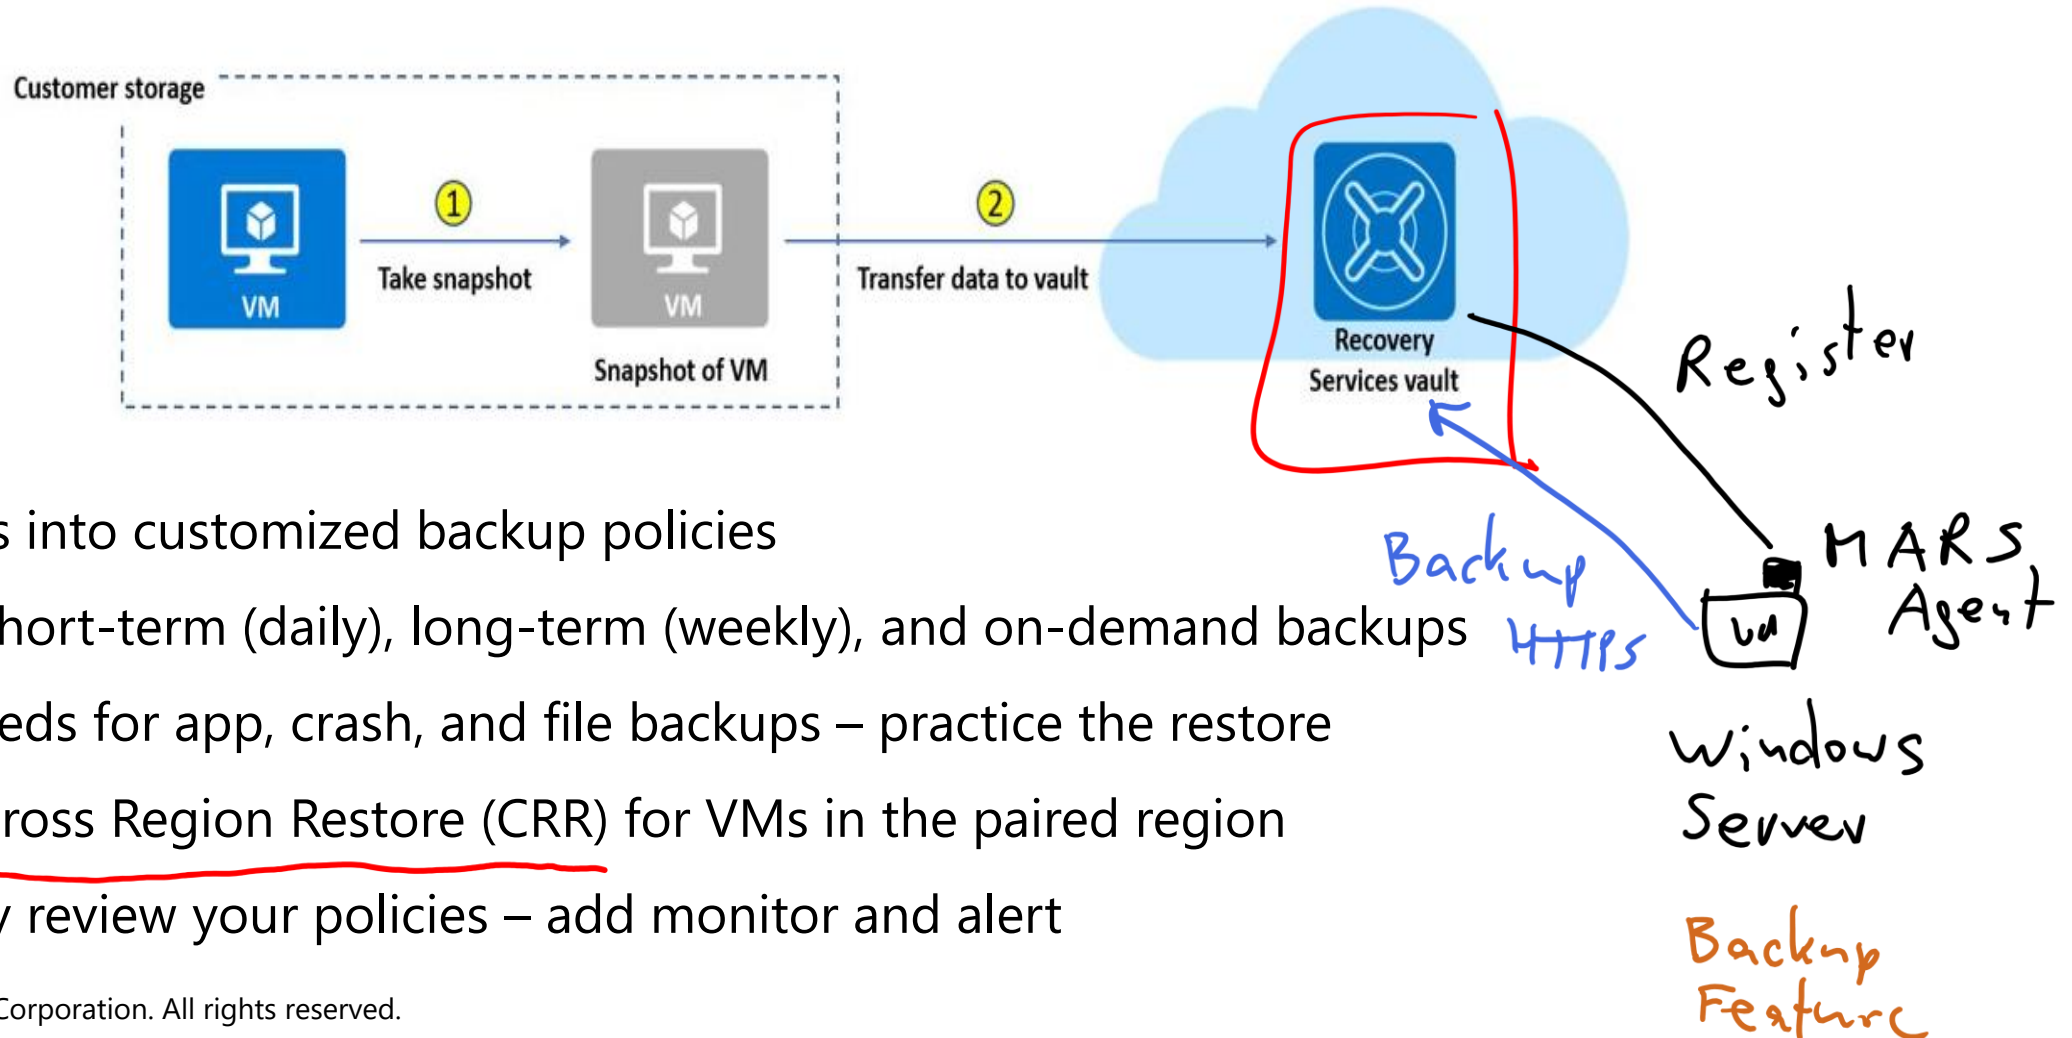 Customer storage
1
2
Take snapshot
Transfer data to vault
VM
VM
Snapshot of VM
Recovery
Services vault
Register
s into customized backup policies
hort-term (daily), long-term (weekly), and on-demand backups
eds for app, crash, and file backups – practice the restore
ross Region Restore (CRR) for VMs in the paired region
y review your policies – add monitor and alert
Corporation. All rights reserved.
Backup
HTTPS
MARS
Agent
Windows
Server
Backup
Feature